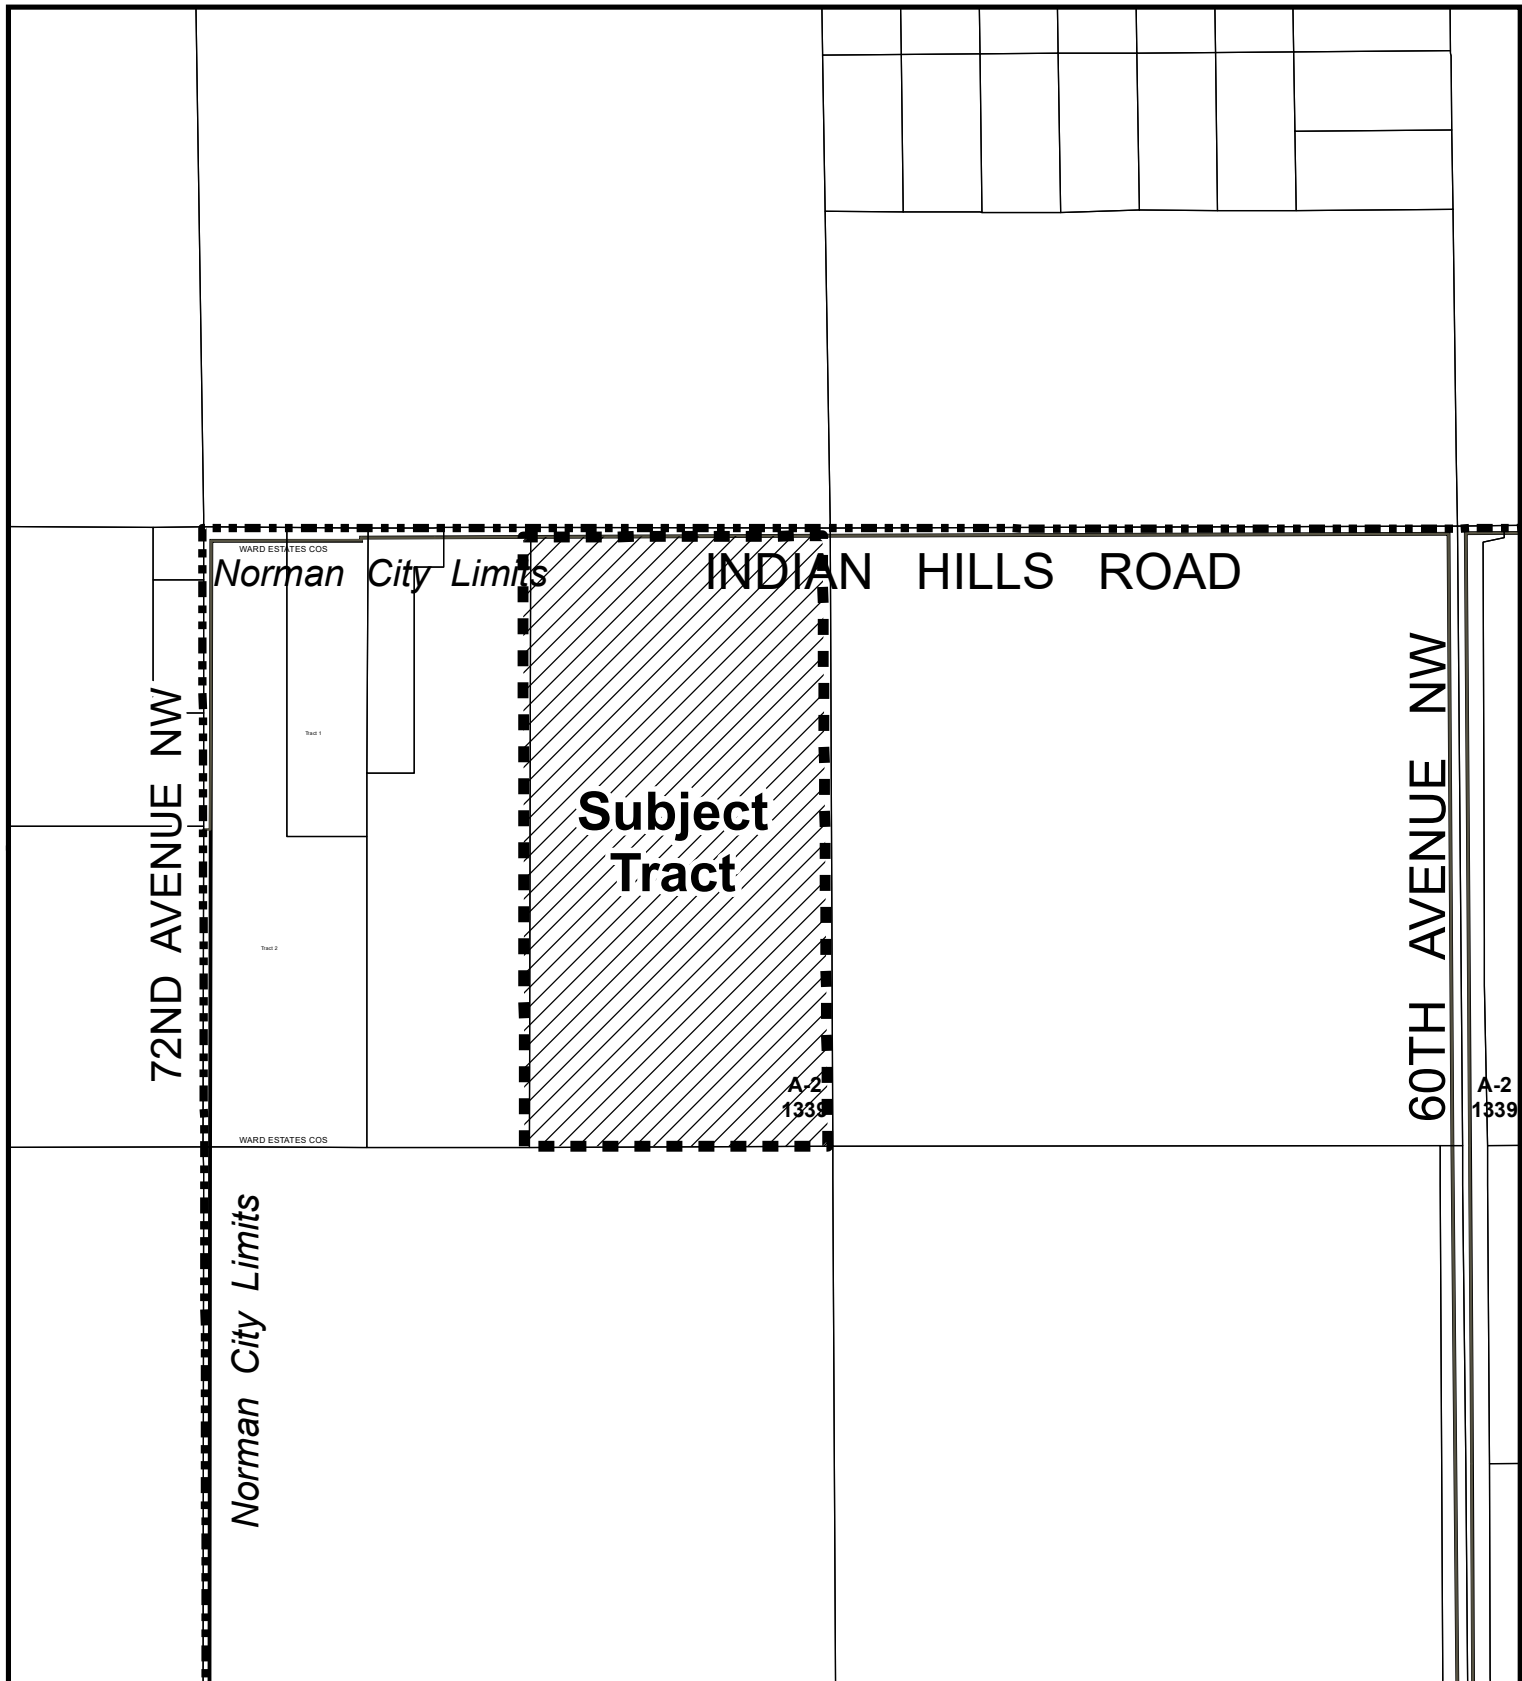 WARD ESTATES COS
Norman City Limits
INDIAN HILLS ROAD
72ND AVENUE NW
60TH AVENUE NW
Tract 1
Subject
Tract
Tract 2
A-2
1339
A-2
1339
WARD ESTATES COS
Norman City Limits